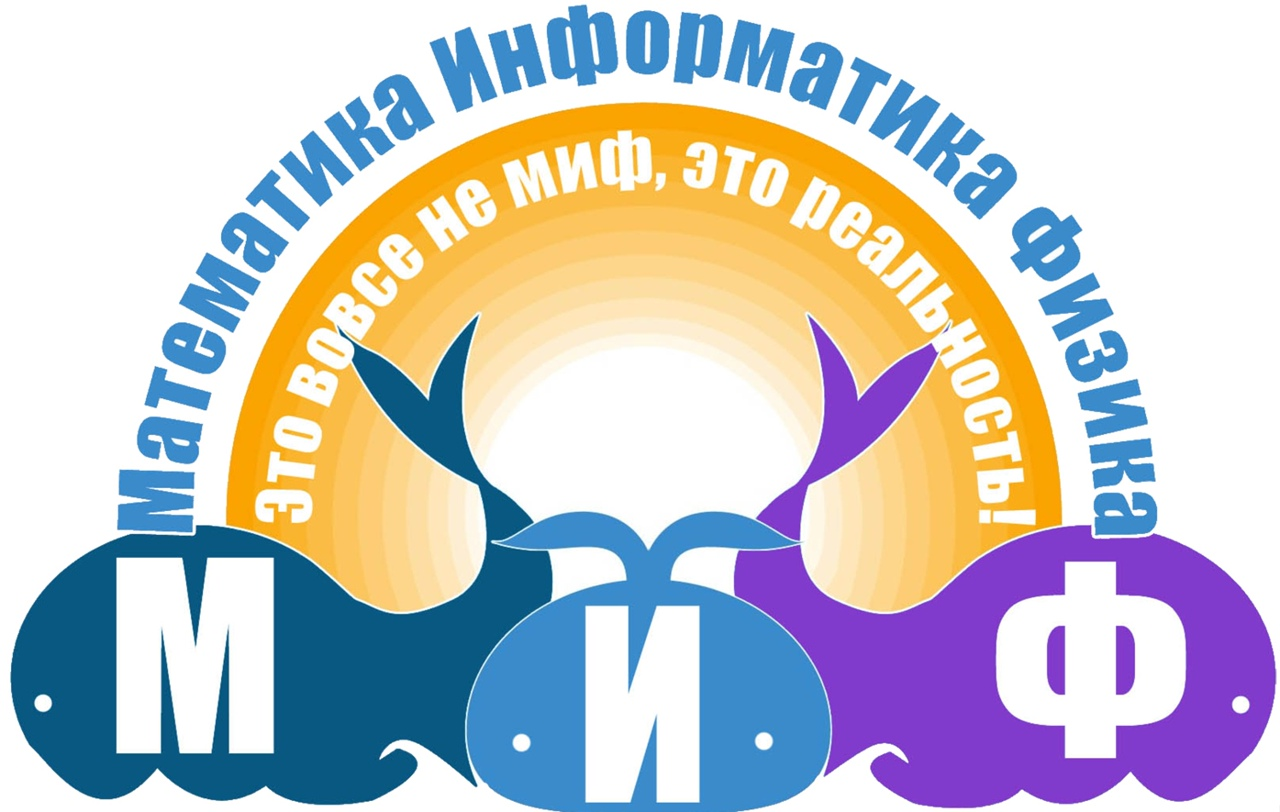 Математика Информатика Физика
Это вовсе не миф, это реальность!
М И Ф